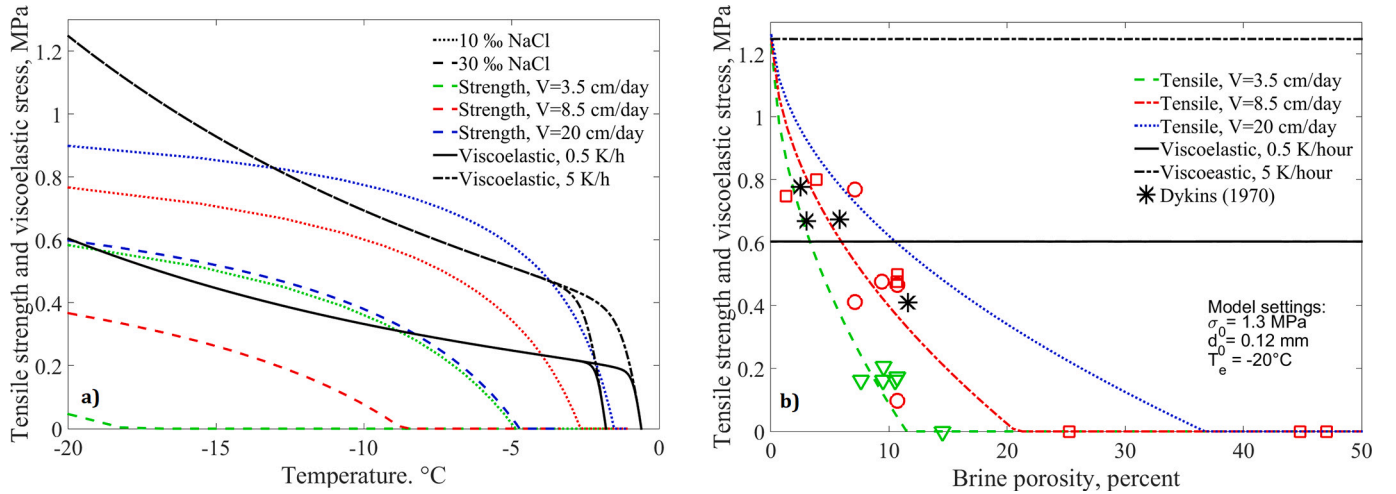 Tensile strength and viscoelastic sress, MPa
1.2
1
0.8
0.6
0.4
0.2
0
-20
-15
-10
-5
0
Temperature. °C
10 ‰ NaCl
30 ‰ NaCl
Strength, V=3.5 cm/day
Strength, V=8.5 cm/day
Strength, V=20 cm/day
Viscoelastic, 0.5 K/h
Viscoelastic, 5 K/h
a)
Tensile strength and viscoelastic stress, MPa
1.2
1
0.8
0.6
0.4
0.2
0
0
10
20
30
40
50
Brine porosity, percent
Tensile, V=3.5 cm/day
Tensile, V=8.5 cm/day
Tensile, V=20 cm/day
Viscoelastic, 0.5 K/hour
Viscoeastic, 5 K/hour
Dykins (1970)
Model settings:
σ0 = 1.3 MPa
d0 = 0.12 mm
Te = -20°C
b)